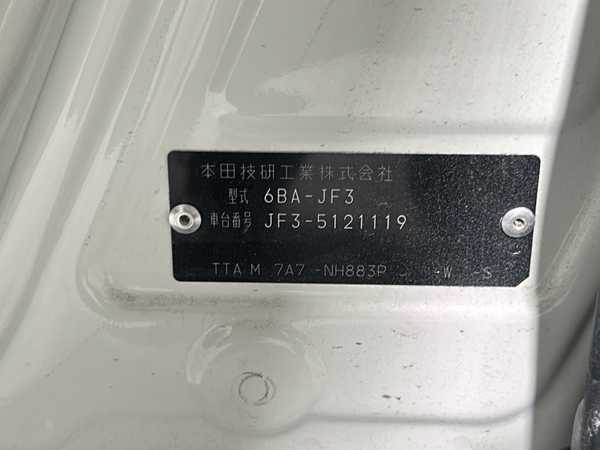 本田技研工業株式会社
型式 6BA-JF3
車台番号 JF3-5121119
TTA M 7A7 -NH883P -W -S